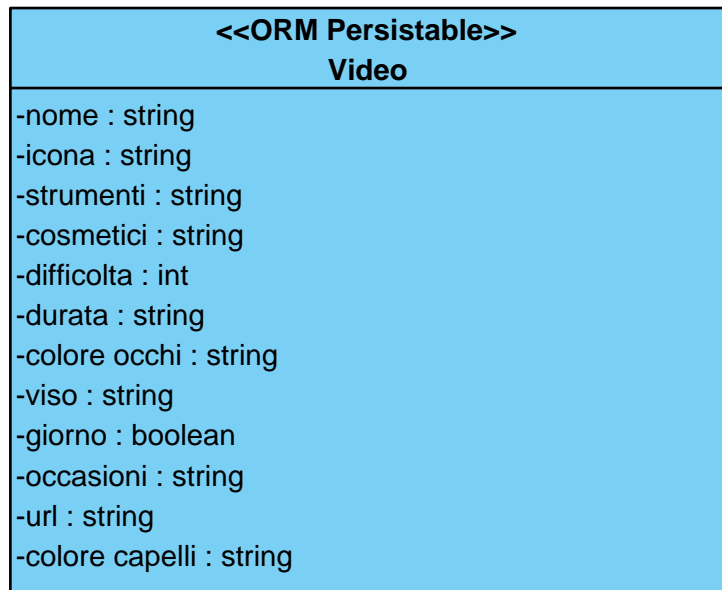 <<ORM Persistable>>
Video
-nome : string
-icona : string
-strumenti : string
-cosmetici : string
-difficolta : int
-durata : string
-colore occhi : string
-viso : string
-giorno : boolean
-occasioni : string
-url : string
-colore capelli : string